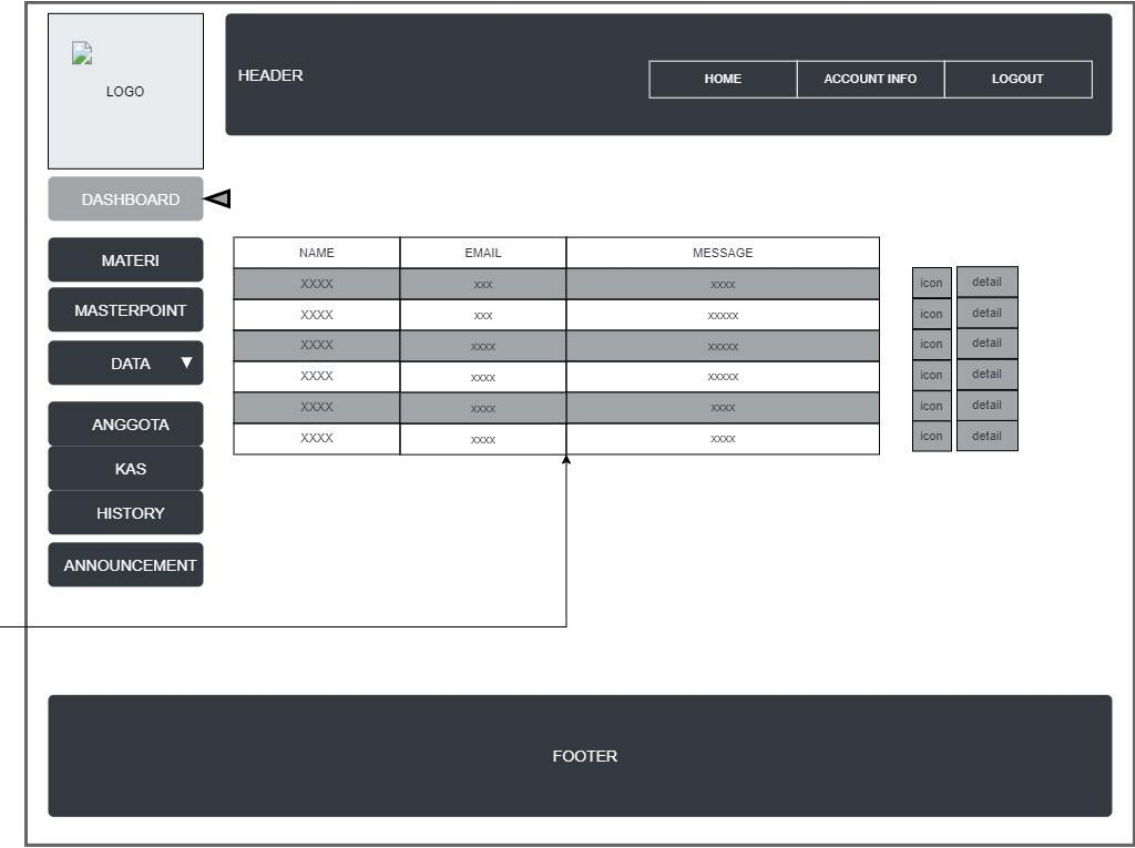 LOGO
HEADER
HOME ACCOUNT INFO LOGOUT
DASHBOARD
MATERI
MASTERPOINT
DATA ▼
ANGGOTA
KAS
HISTORY
ANNOUNCEMENT
NAME EMAIL MESSAGE
XXXX xxx xxxx icon detail
XXXX xxx xxxxx icon detail
XXXX xxxx xxxxx icon detail
XXXX xxxx xxxxx icon detail
XXXX xxxx xxxx icon detail
XXXX xxxx xxxx icon detail
FOOTER